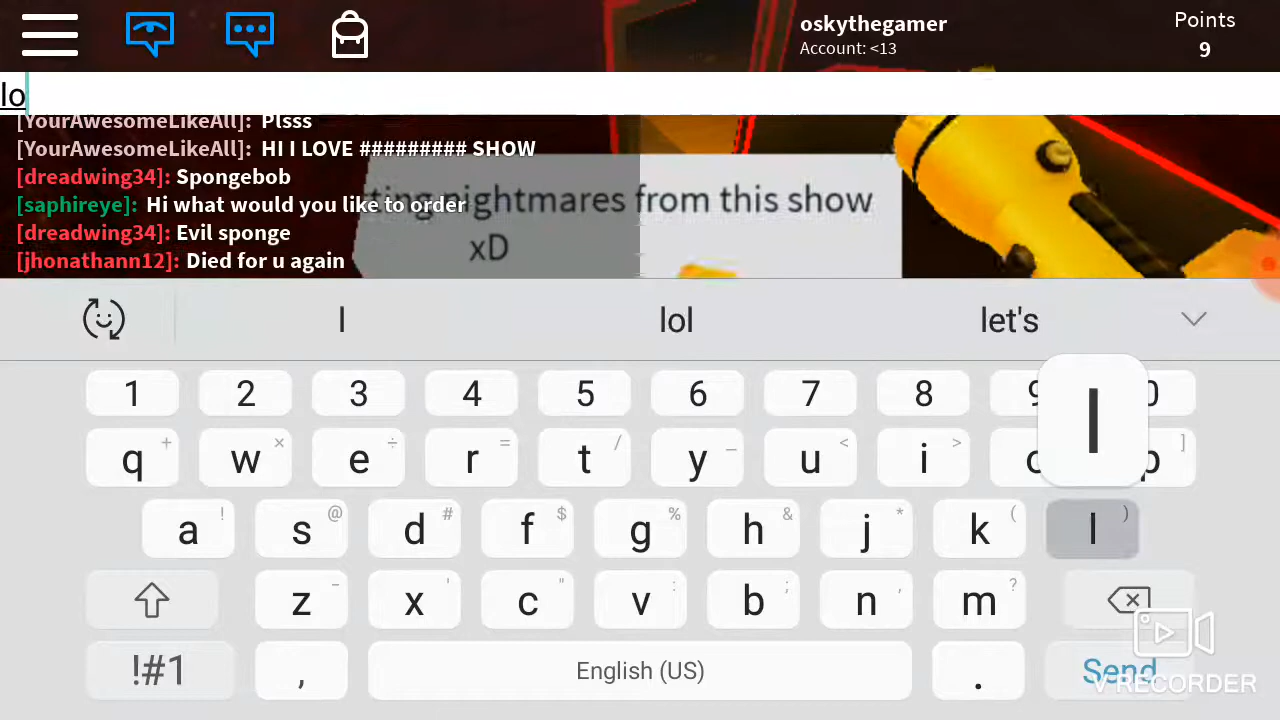 oskythegamer
Account: <13
Points
9
lo
[YourAwesomeLikeAll]: Plsss
[YourAwesomeLikeAll]: HI I LOVE ######### SHOW
[dreadwing34]: Spongebob
[saphireye]: Hi what would you like to order
[dreadwing34]: Evil sponge
[jhonathann12]: Died for u again
nightmares from this show
xD
l lol let's
1 2 3 4 5 6 7 8 9 0
q + w × e ÷ r = t / y _ u < i > o p ]
l
a ! s @ d # f $ g % h & j * k ( l )
z - x ' c " v : b ; n , m ?
!#1 , English (US) . Send
V RECORDER